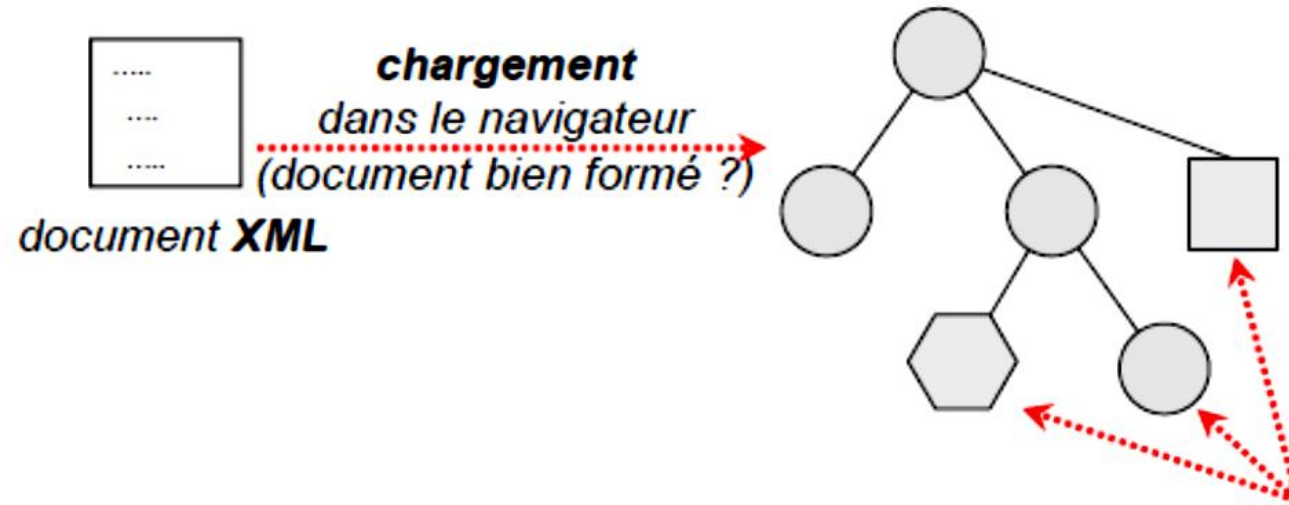 .....
....
.....
chargement
dans le navigateur
(document bien formé ?)
document XML